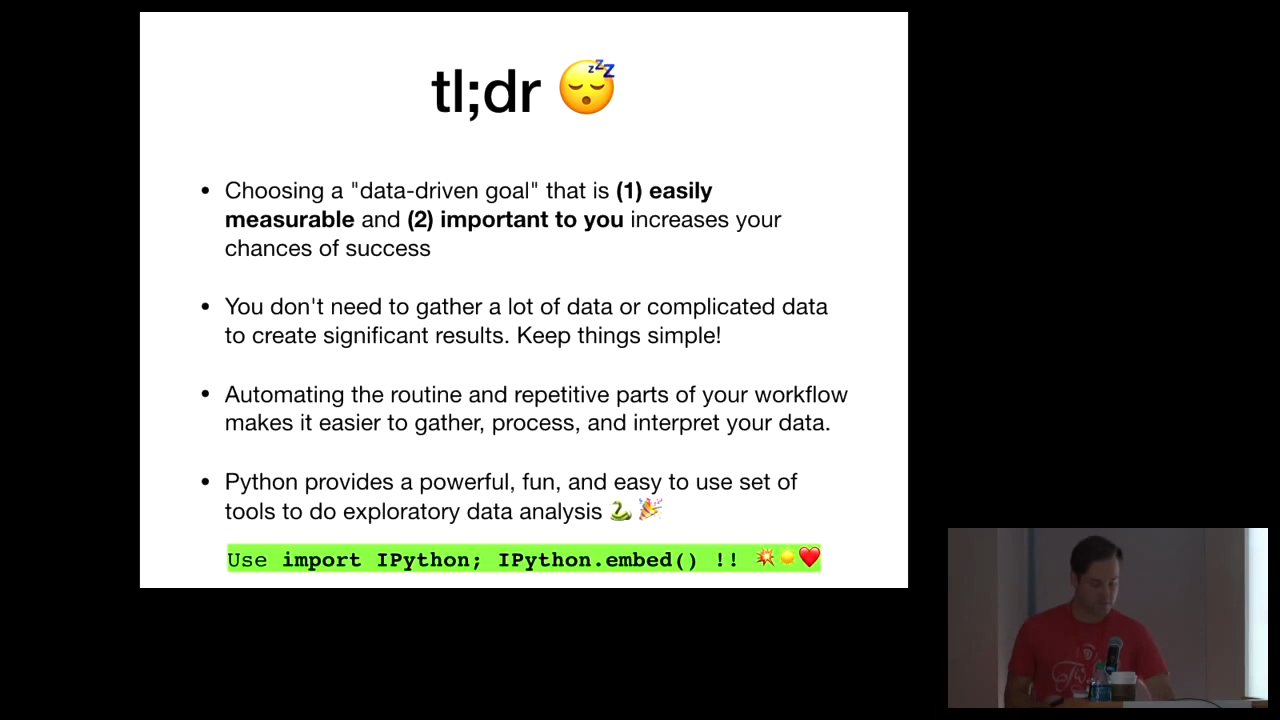 tl;dr 😴
• Choosing a "data-driven goal" that is (1) easily
measurable and (2) important to you increases your
chances of success
• You don't need to gather a lot of data or complicated data
to create significant results. Keep things simple!
• Automating the routine and repetitive parts of your workflow
makes it easier to gather, process, and interpret your data.
• Python provides a powerful, fun, and easy to use set of
tools to do exploratory data analysis 🐍 🎉
Use import IPython; IPython.embed() !! 💥☀️❤️